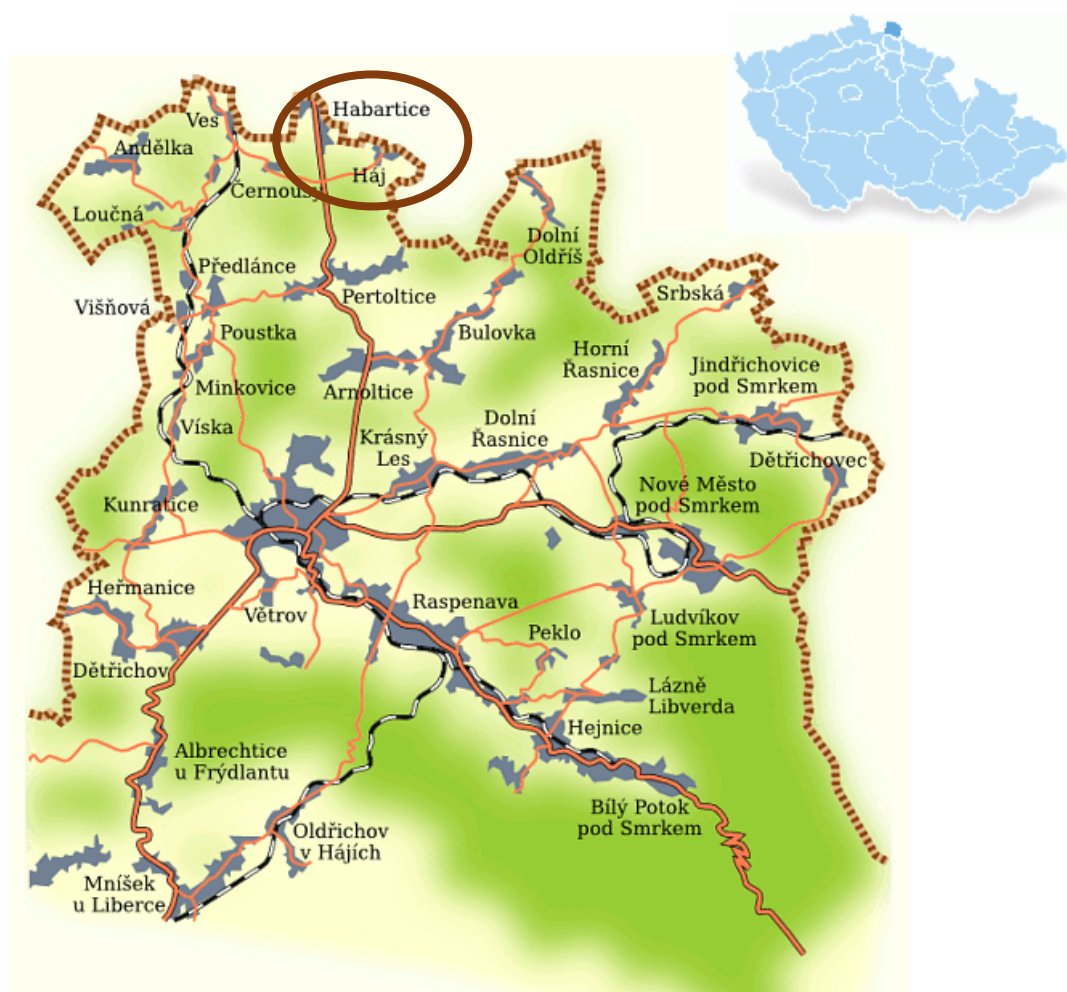 Habartice
Ves
Andělka
Háj
Černousy
Loučná
Dolní
Oldříš
Předlánce
Pertoltice
Srbská
Višňová
Poustka
Bulovka
Horní
Řasnice
Jindřichovice
pod Smrkem
Minkovice
Arnoltice
Víska
Krásný
Les
Dolní
Řasnice
Dětřichovec
Kunratice
Nové Město
pod Smrkem
Heřmanice
Větrov
Raspenava
Ludvíkov
pod Smrkem
Peklo
Dětřichov
Lázně
Libverda
Hejnice
Albrechtice
u Frýdlantu
Bílý Potok
pod Smrkem
Oldřichov
v Hájích
Mníšek
u Liberce